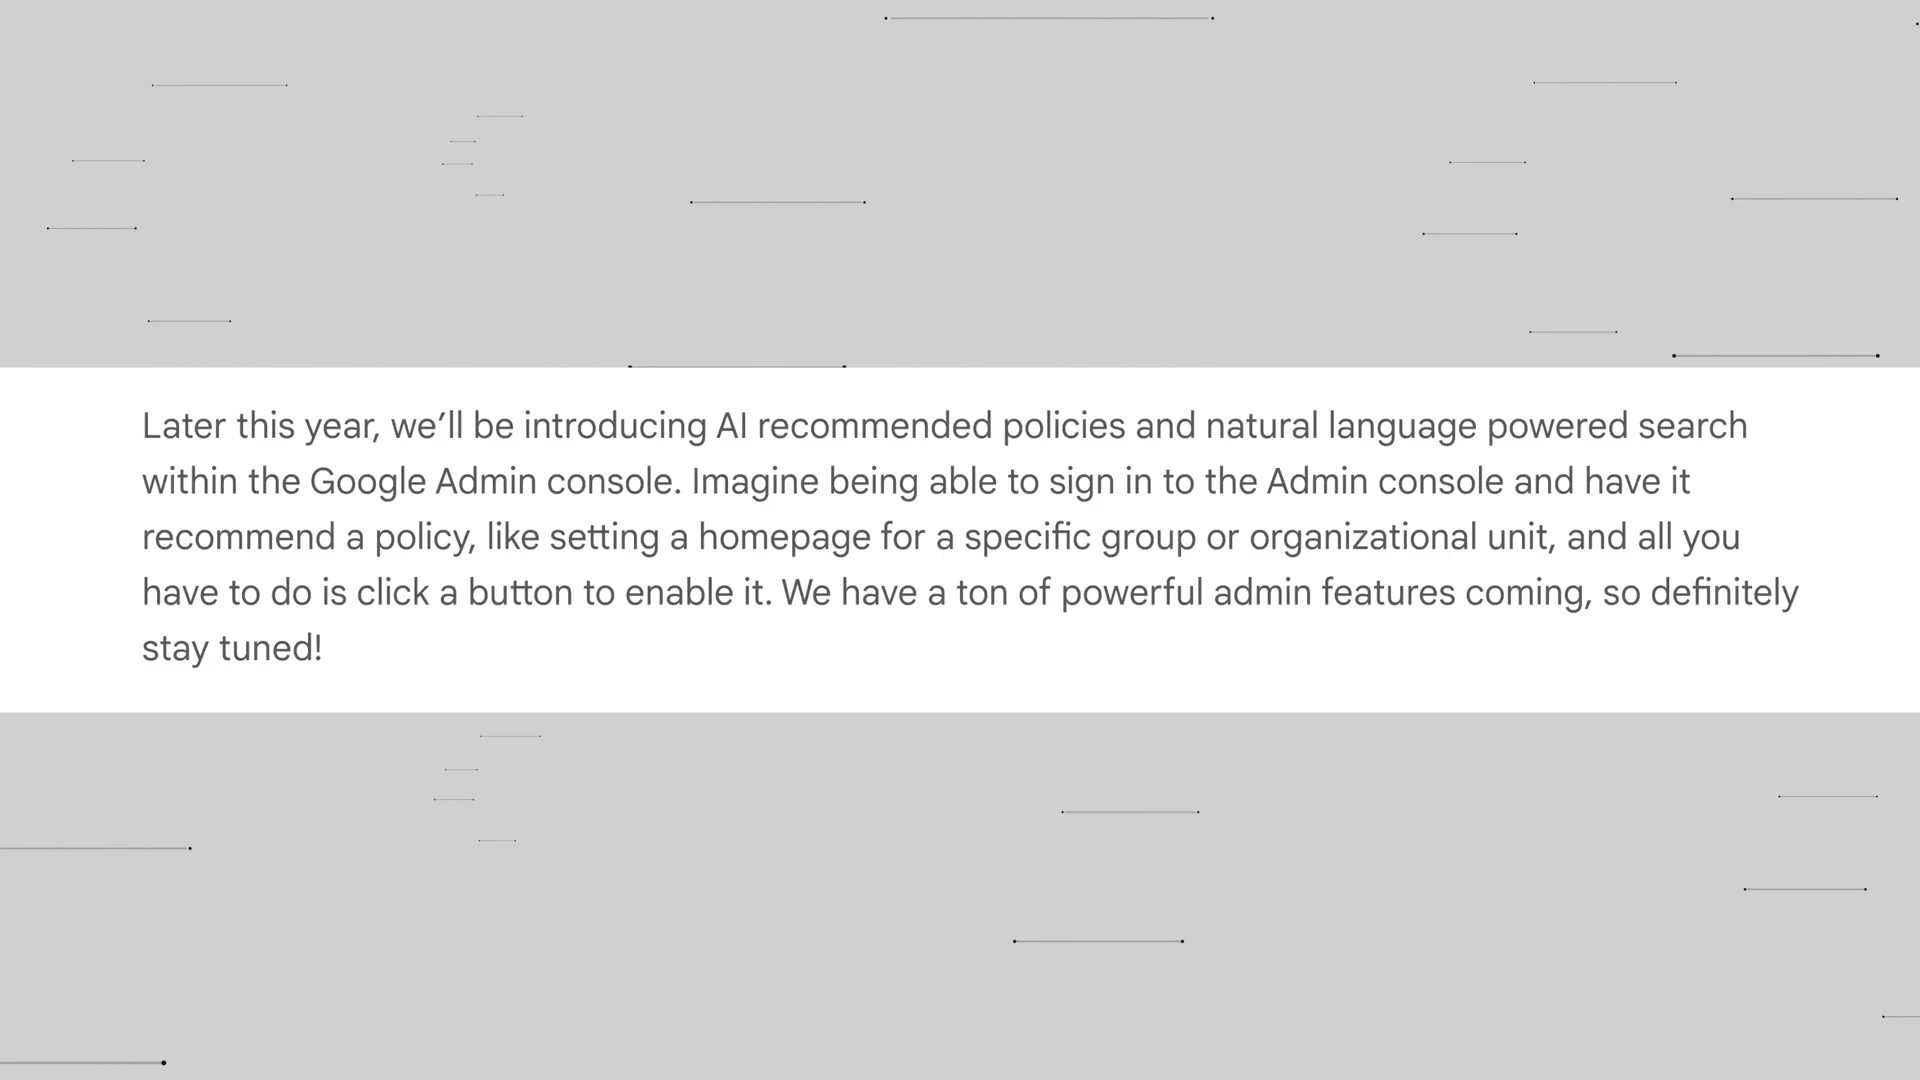 Later this year, we’ll be introducing AI recommended policies and natural language powered search
within the Google Admin console. Imagine being able to sign in to the Admin console and have it
recommend a policy, like setting a homepage for a specific group or organizational unit, and all you
have to do is click a button to enable it. We have a ton of powerful admin features coming, so definitely
stay tuned!